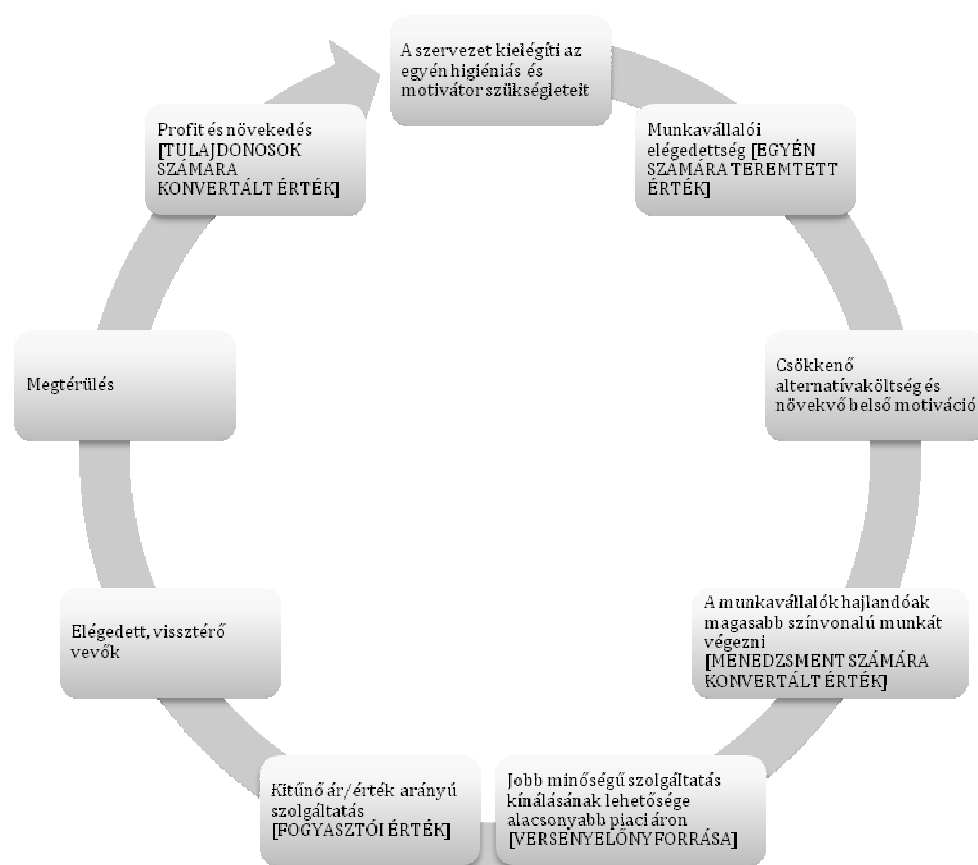 A szervezet kielégíti az
egyén higiéniás és
motivátor szükségleteit
Munkavállalói
elégedettség [EGYÉN
SZÁMÁRA TEREMTETT
ÉRTÉK]
Csökkenő
alternatívaköltség és
növekvő belső motiváció
A munkavállalók hajlandóak
magasabb színvonalú munkát
végezni
[MENEDZSMENT SZÁMÁRA
KONVERTÁLT ÉRTÉK]
Jobb minőségű szolgáltatás
kínálásának lehetősége
alacsonyabb piaci áron
[VERSENYELŐNY FORRÁSA]
Kitűnő ár/érték arányú
szolgáltatás
[FOGYASZTÓI ÉRTÉK]
Elégedett, vissztérő
vevők
Megtérülés
Profit és növekedés
[TULAJDONOSOK
SZÁMÁRA
KONVERTÁLT ÉRTÉK]